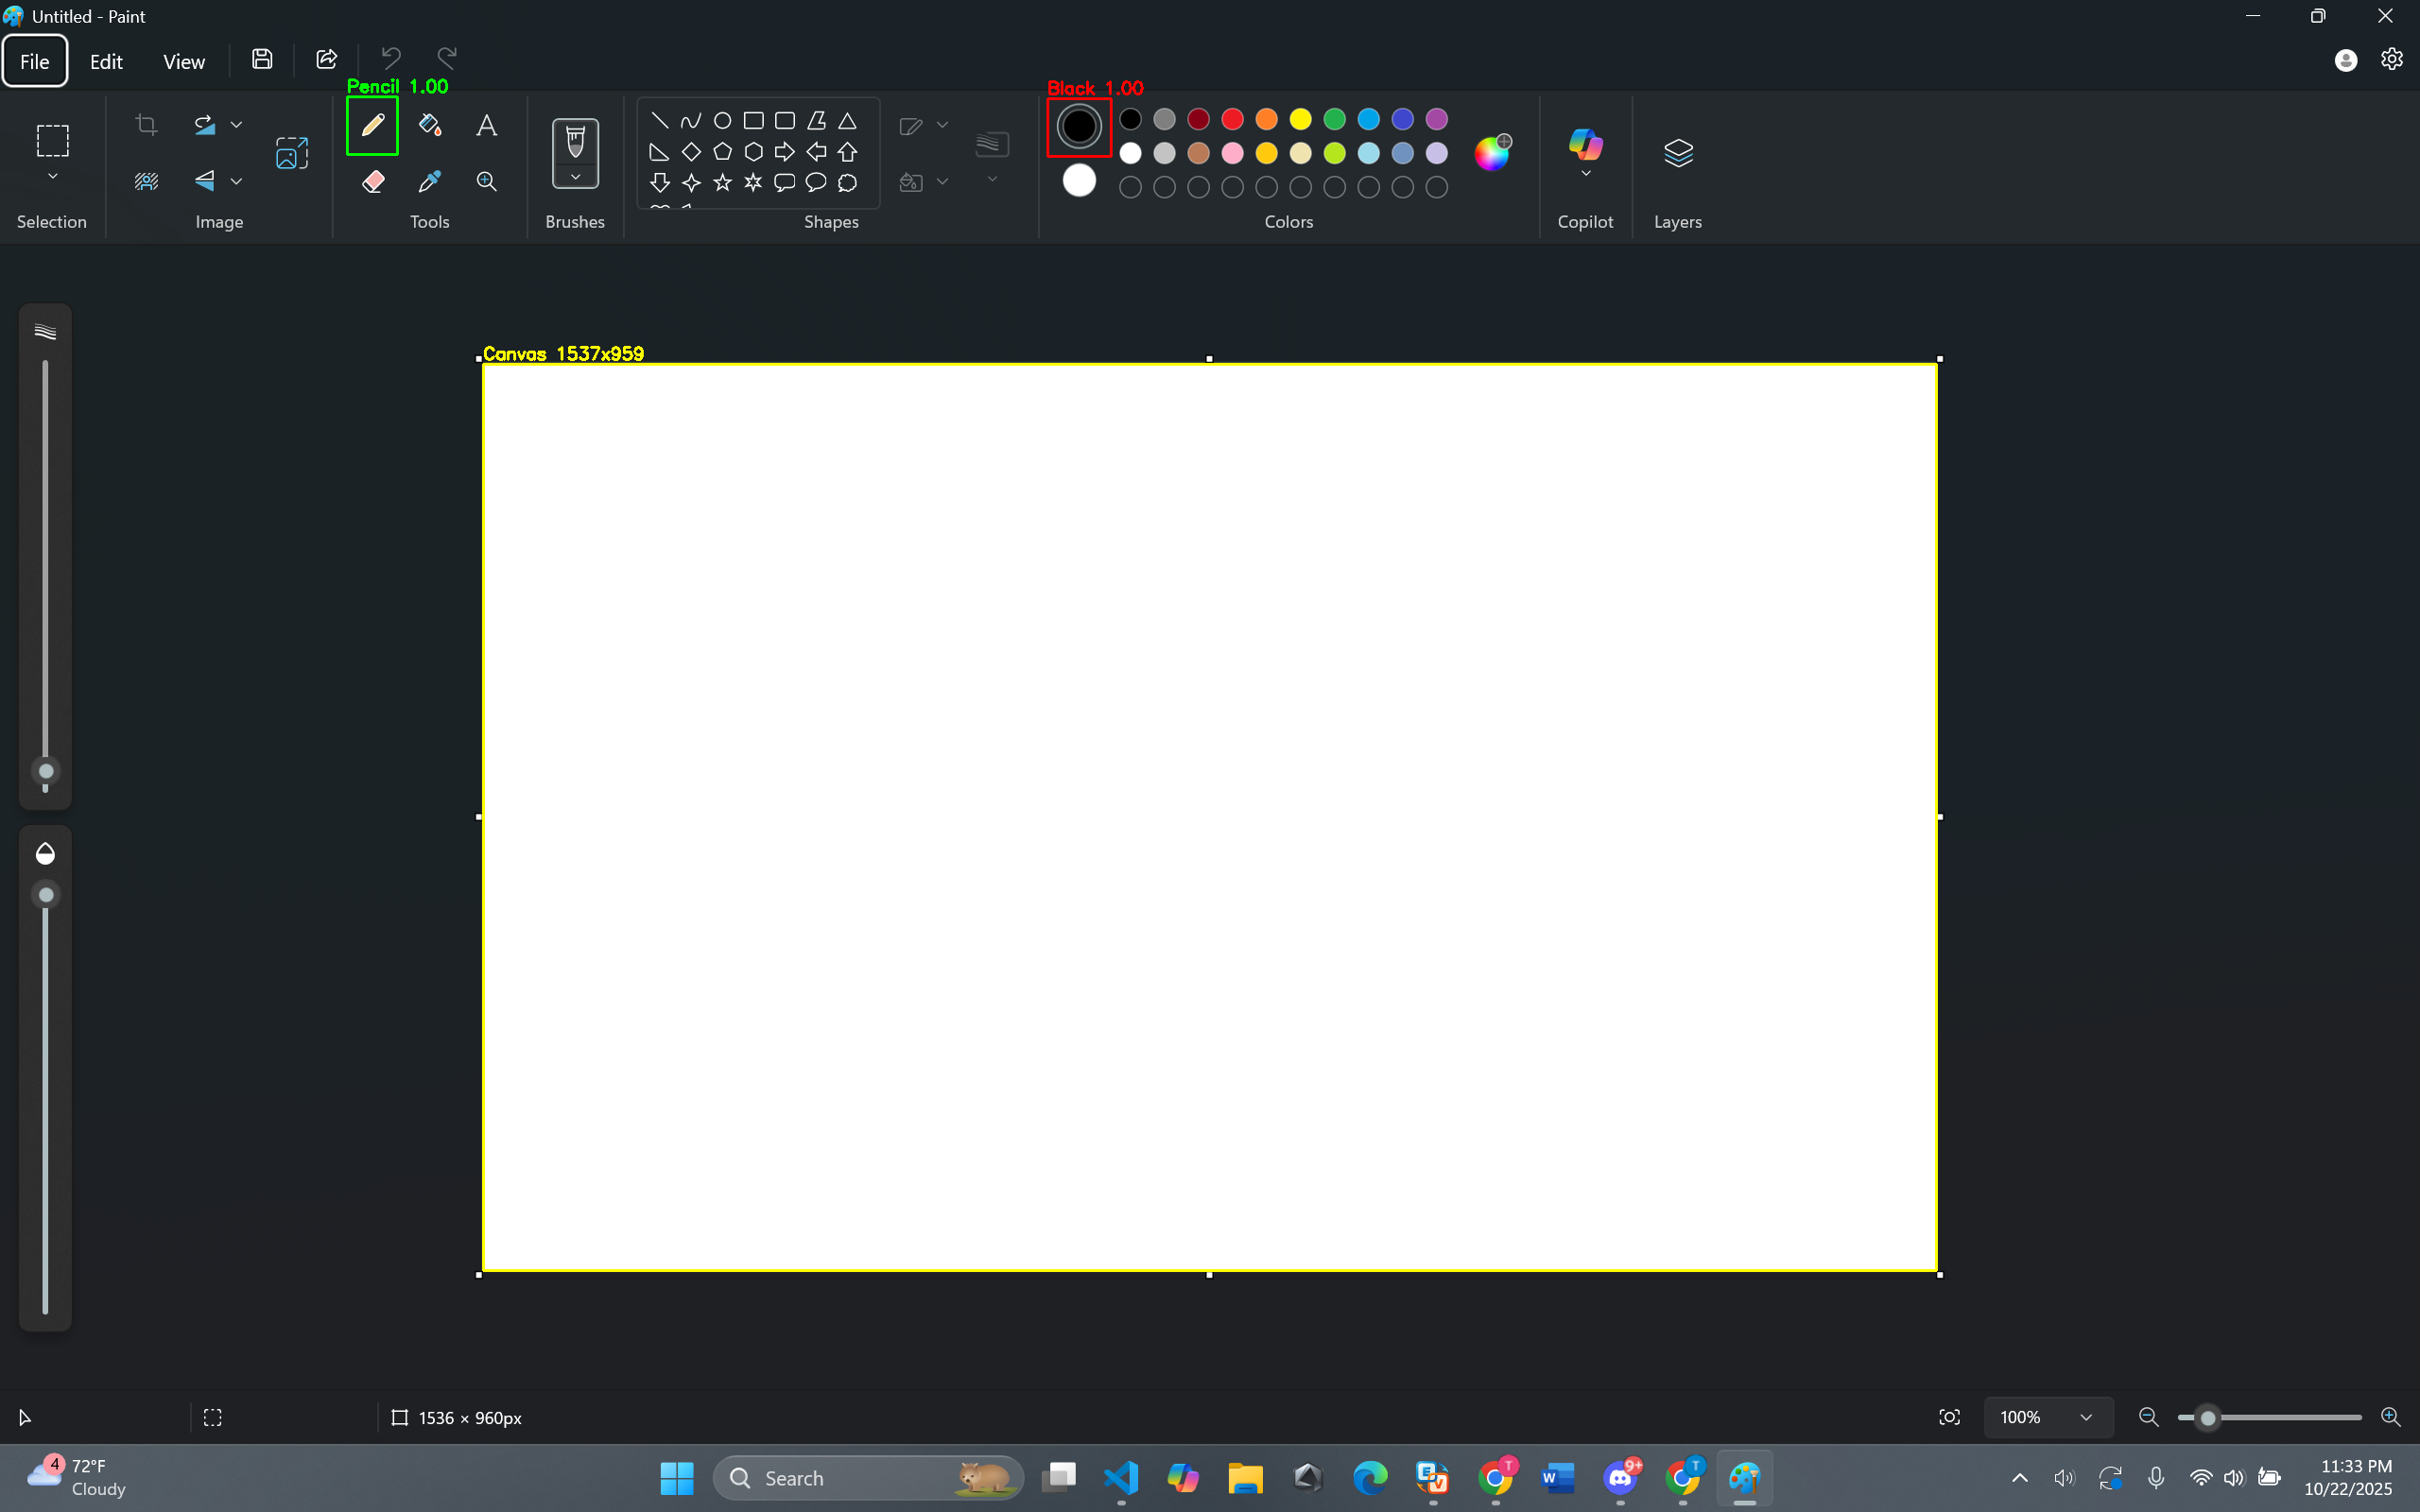 Untitled - Paint
File Edit View
Pencil 1.00
Black 1.00
A
Selection
Image
Tools
Brushes
Shapes
Colors
Copilot
Layers
Canvas 1537x959
1536 × 960px
100%
4
72°F
Cloudy
Search
E
V
T
W
9+
T
11:33 PM
10/22/2025